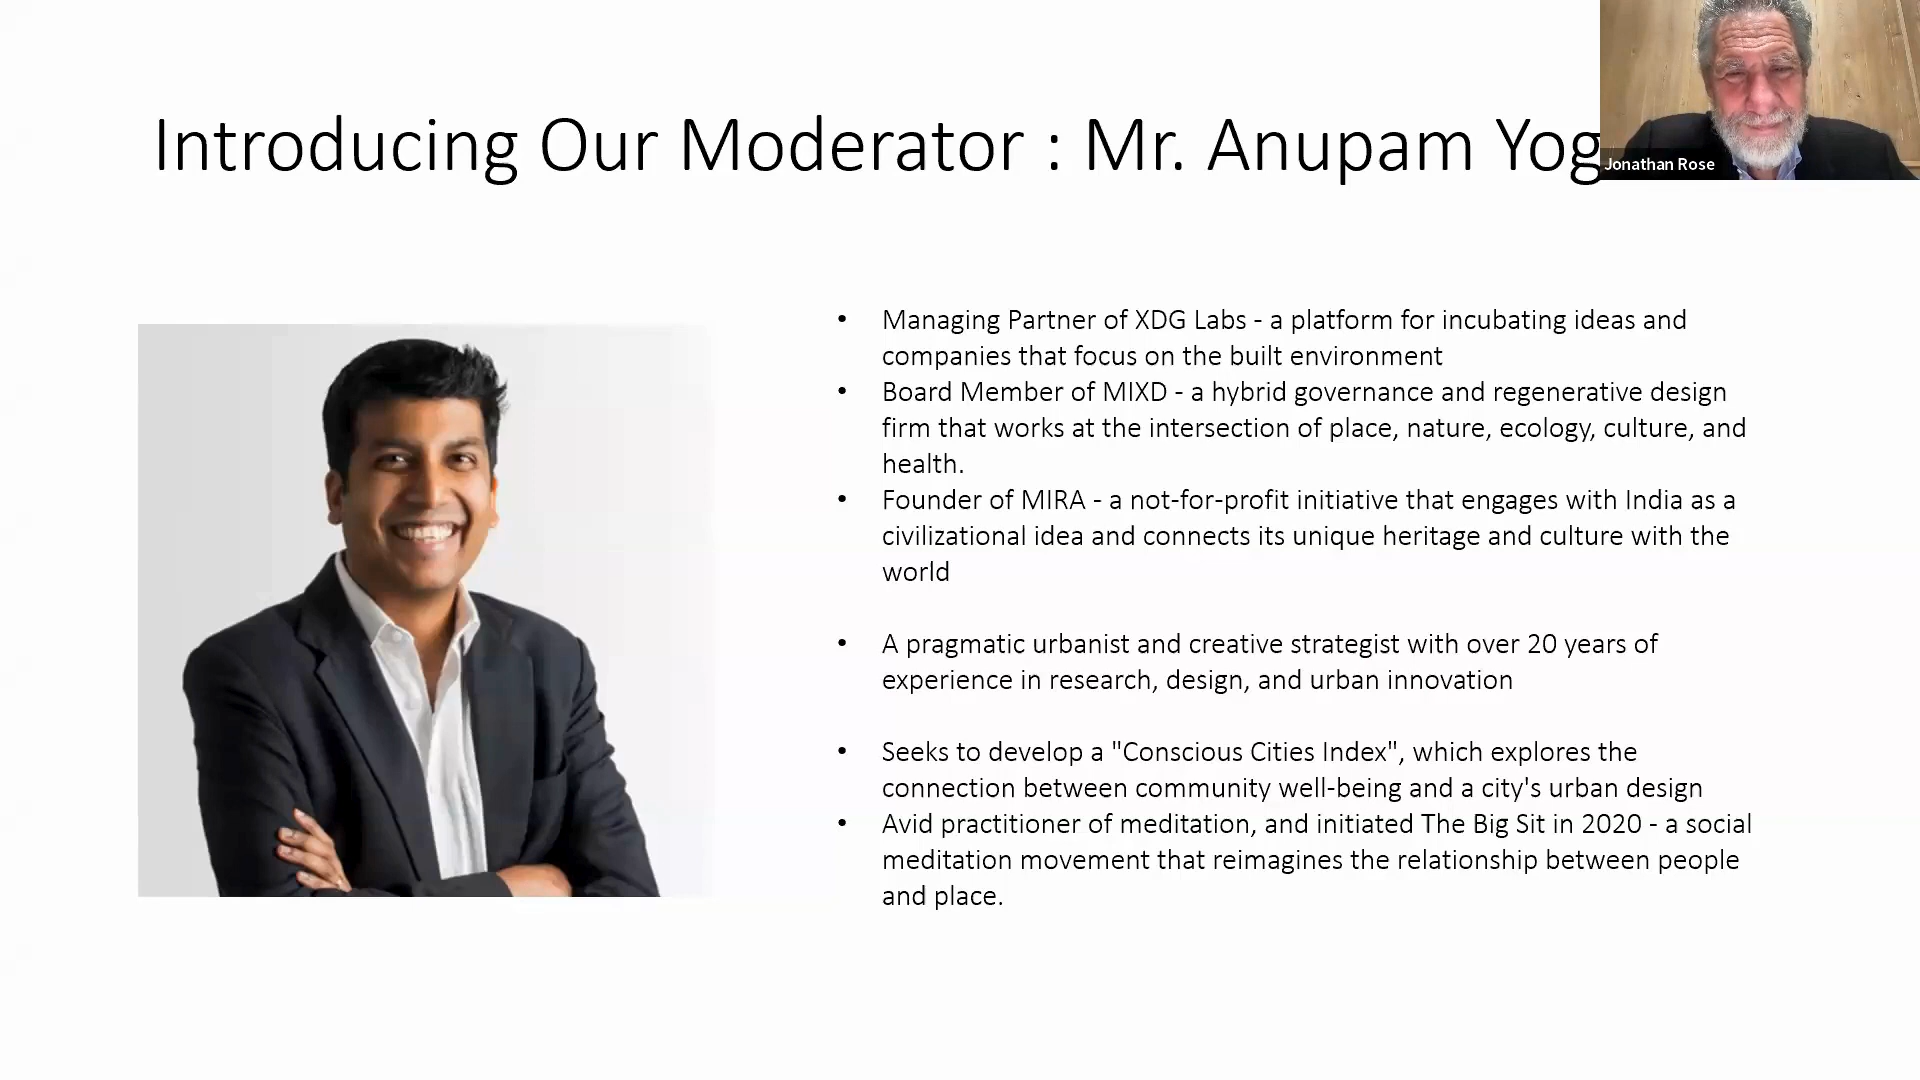 Introducing Our Moderator : Mr. Anupam Yog
Jonathan Rose
• Managing Partner of XDG Labs - a platform for incubating ideas and
companies that focus on the built environment
• Board Member of MIXD - a hybrid governance and regenerative design
firm that works at the intersection of place, nature, ecology, culture, and
health.
• Founder of MIRA - a not-for-profit initiative that engages with India as a
civilizational idea and connects its unique heritage and culture with the
world
• A pragmatic urbanist and creative strategist with over 20 years of
experience in research, design, and urban innovation
• Seeks to develop a "Conscious Cities Index", which explores the
connection between community well-being and a city's urban design
• Avid practitioner of meditation, and initiated The Big Sit in 2020 - a social
meditation movement that reimagines the relationship between people
and place.